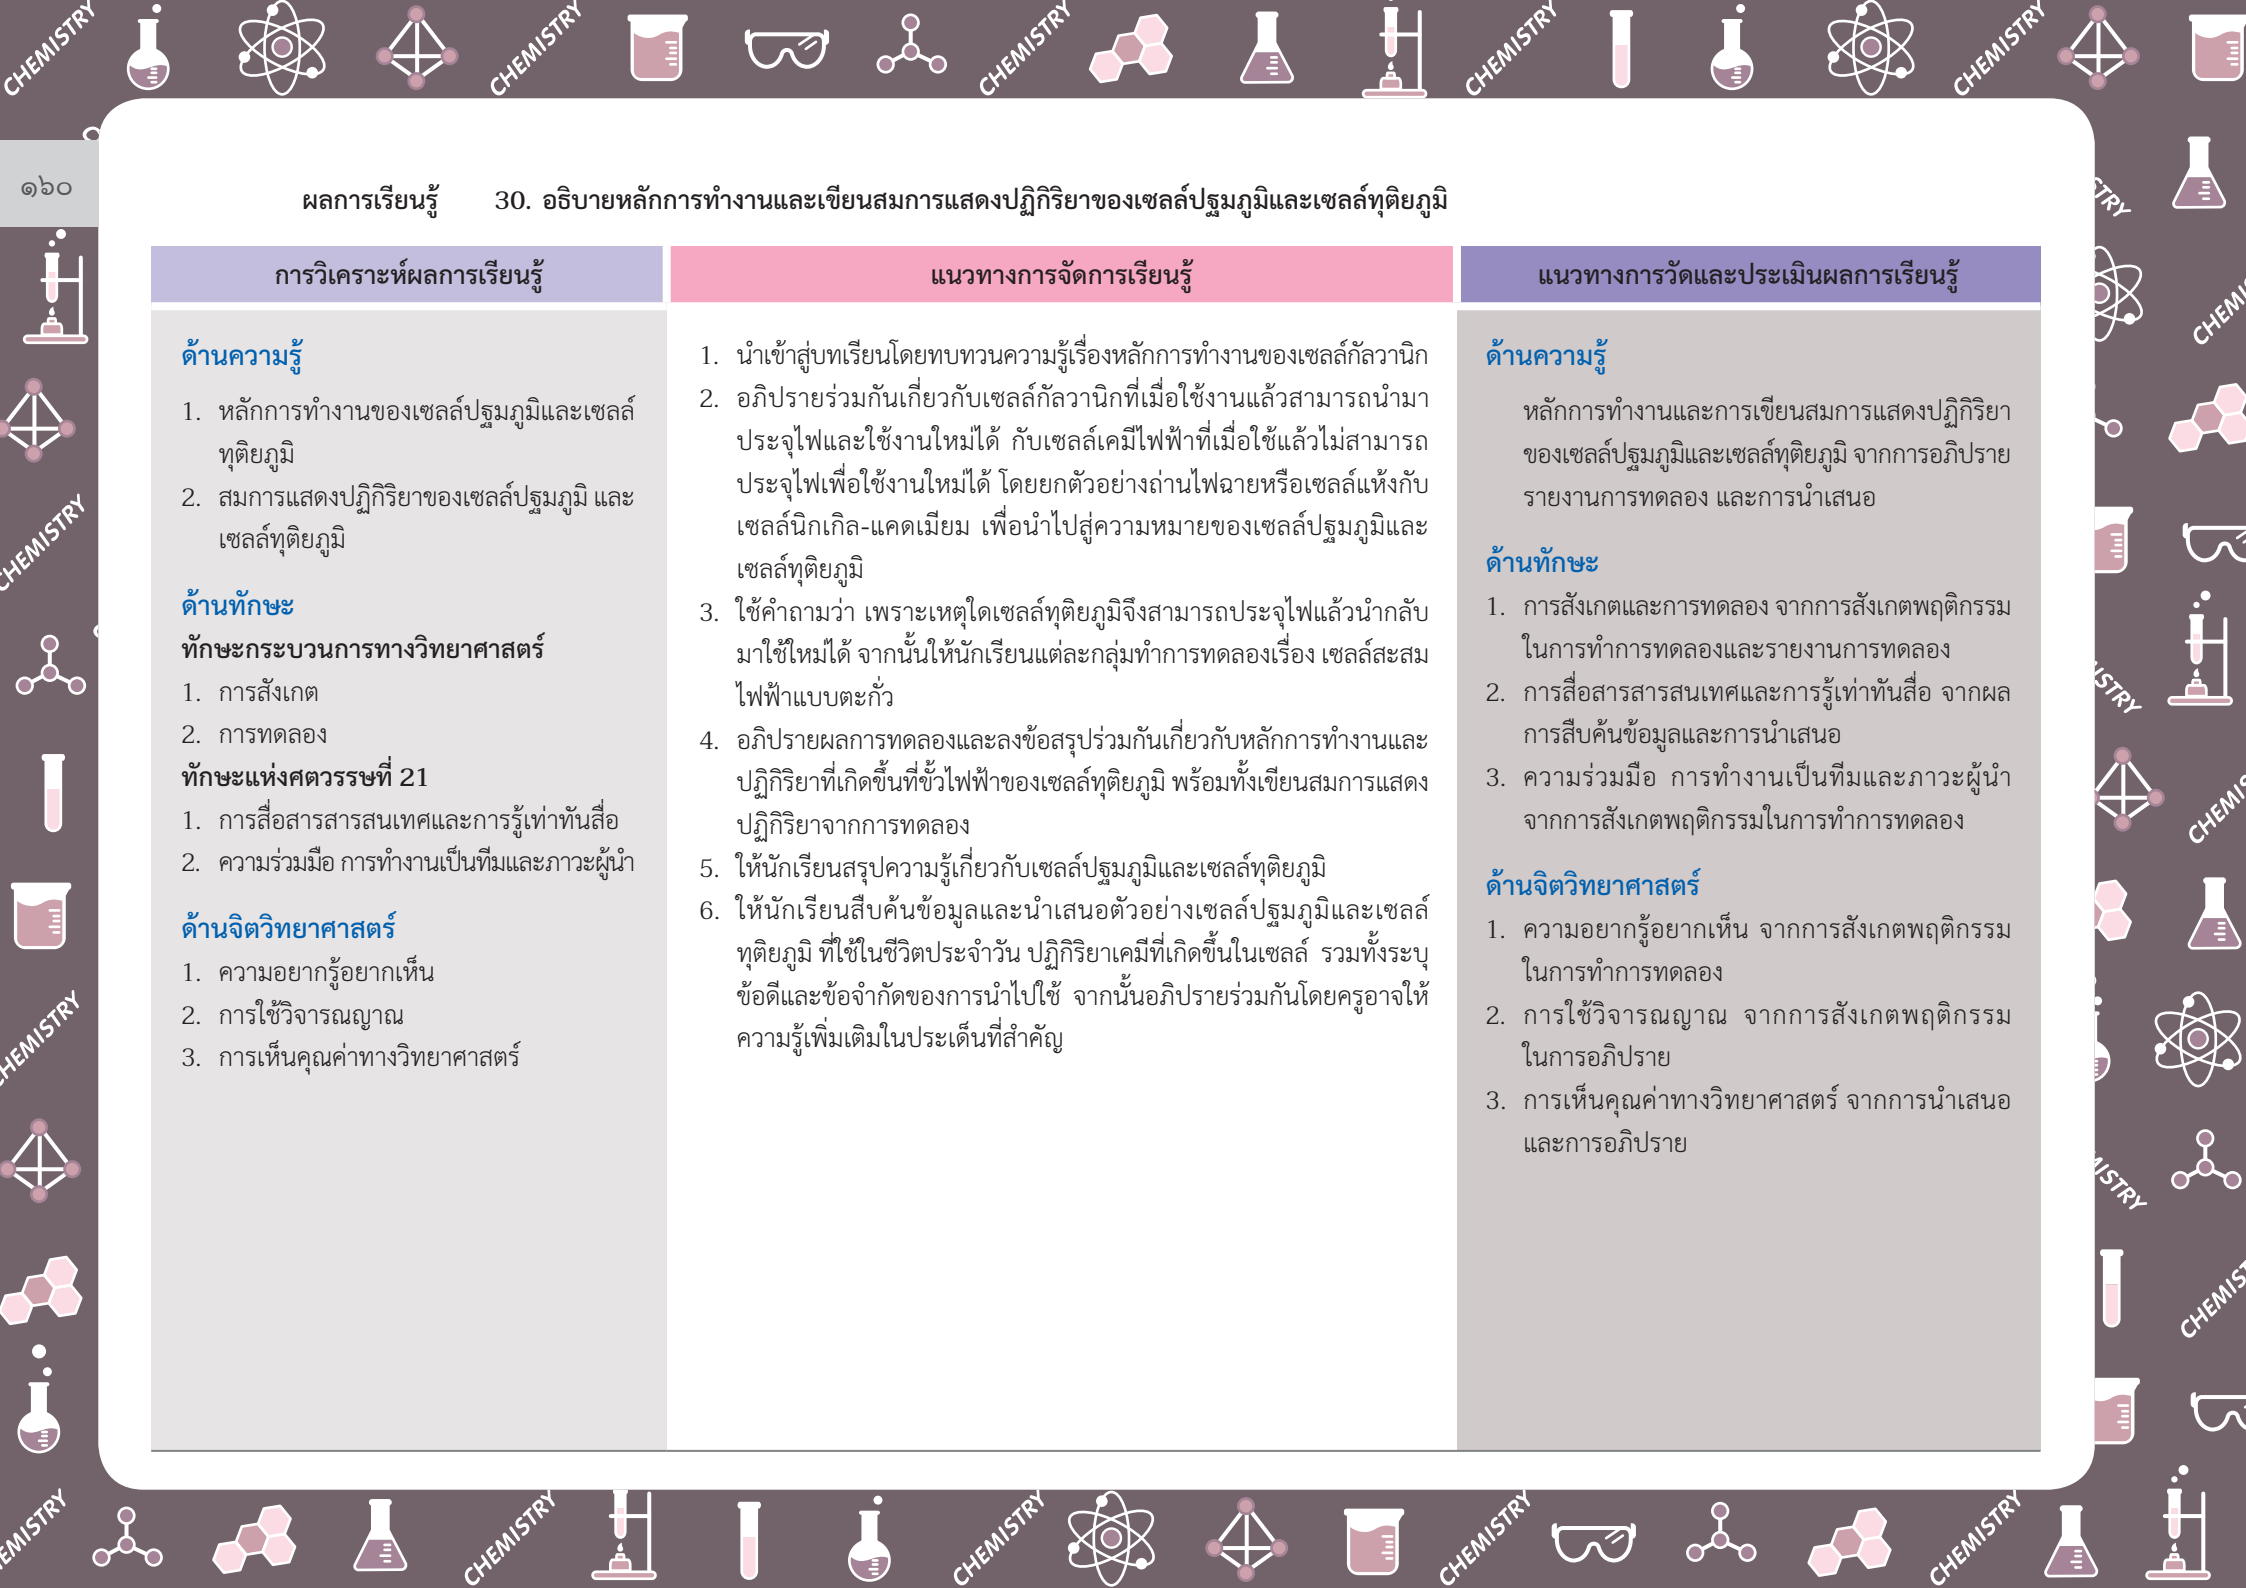 ๑๖๐
ผลการเรียนรู้ 30. อธิบายหลักการทำงานและเขียนสมการแสดงปฏิกิริยาของเซลล์ปฐมภูมิและเซลล์ทุติยภูมิ
การวิเคราะห์ผลการเรียนรู้
ด้านความรู้
1. หลักการทำงานของเซลล์ปฐมภูมิและเซลล์
ทุติยภูมิ
2. สมการแสดงปฏิกิริยาของเซลล์ปฐมภูมิ และ
เซลล์ทุติยภูมิ
ด้านทักษะ
ทักษะกระบวนการทางวิทยาศาสตร์
1. การสังเกต
2. การทดลอง
ทักษะแห่งศตวรรษที่ 21
1. การสื่อสารสารสนเทศและการรู้เท่าทันสื่อ
2. ความร่วมมือ การทำงานเป็นทีมและภาวะผู้นำ
ด้านจิตวิทยาศาสตร์
1. ความอยากรู้อยากเห็น
2. การใช้วิจารณญาณ
3. การเห็นคุณค่าทางวิทยาศาสตร์
แนวทางการจัดการเรียนรู้
1. นำเข้าสู่บทเรียนโดยทบทวนความรู้เรื่องหลักการทำงานของเซลล์กัลวานิก
2. อภิปรายร่วมกันเกี่ยวกับเซลล์กัลวานิกที่เมื่อใช้งานแล้วสามารถนำมา
ประจุไฟและใช้งานใหม่ได้ กับเซลล์เคมีไฟฟ้าที่เมื่อใช้แล้วไม่สามารถ
ประจุไฟเพื่อใช้งานใหม่ได้ โดยยกตัวอย่างถ่านไฟฉายหรือเซลล์แห้งกับ
เซลล์นิกเกิล-แคดเมียม เพื่อนำไปสู่ความหมายของเซลล์ปฐมภูมิและ
เซลล์ทุติยภูมิ
3. ใช้คำถามว่า เพราะเหตุใดเซลล์ทุติยภูมิจึงสามารถประจุไฟแล้วนำกลับ
มาใช้ใหม่ได้ จากนั้นให้นักเรียนแต่ละกลุ่มทำการทดลองเรื่อง เซลล์สะสม
ไฟฟ้าแบบตะกั่ว
4. อภิปรายผลการทดลองและลงข้อสรุปร่วมกันเกี่ยวกับหลักการทำงานและ
ปฏิกิริยาที่เกิดขึ้นที่ขั้วไฟฟ้าของเซลล์ทุติยภูมิ พร้อมทั้งเขียนสมการแสดง
ปฏิกิริยาจากการทดลอง
5. ให้นักเรียนสรุปความรู้เกี่ยวกับเซลล์ปฐมภูมิและเซลล์ทุติยภูมิ
6. ให้นักเรียนสืบค้นข้อมูลและนำเสนอตัวอย่างเซลล์ปฐมภูมิและเซลล์
ทุติยภูมิ ที่ใช้ในชีวิตประจำวัน ปฏิกิริยาเคมีที่เกิดขึ้นในเซลล์ รวมทั้งระบุ
ข้อดีและข้อจำกัดของการนำไปใช้ จากนั้นอภิปรายร่วมกันโดยครูอาจให้
ความรู้เพิ่มเติมในประเด็นที่สำคัญ
แนวทางการวัดและประเมินผลการเรียนรู้
ด้านความรู้
หลักการทำงานและการเขียนสมการแสดงปฏิกิริยา
ของเซลล์ปฐมภูมิและเซลล์ทุติยภูมิ จากการอภิปราย
รายงานการทดลอง และการนำเสนอ
ด้านทักษะ
1. การสังเกตและการทดลอง จากการสังเกตพฤติกรรม
ในการทำการทดลองและรายงานการทดลอง
2. การสื่อสารสารสนเทศและการรู้เท่าทันสื่อ จากผล
การสืบค้นข้อมูลและการนำเสนอ
3. ความร่วมมือ การทำงานเป็นทีมและภาวะผู้นำ
จากการสังเกตพฤติกรรมในการทำการทดลอง
ด้านจิตวิทยาศาสตร์
1. ความอยากรู้อยากเห็น จากการสังเกตพฤติกรรม
ในการทำการทดลอง
2. การใช้วิจารณญาณ จากการสังเกตพฤติกรรม
ในการอภิปราย
3. การเห็นคุณค่าทางวิทยาศาสตร์ จากการนำเสนอ
และการอภิปราย
CHEMISTRY
CHEMISTRY
CHEMISTRY
CHEMISTRY
CHEMISTRY
CHEMISTRY
CHEMISTRY
CHEMISTRY
CHEMISTRY
CHEMISTRY